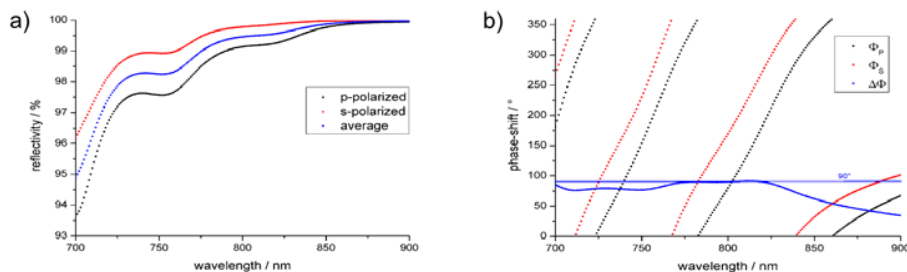 a)
100
99
98
97
96
95
94
93
reflectivity / %
p-polarized
s-polarized
average
700
750
800
850
900
wavelength / nm
b)
350
300
250
200
150
100
50
0
phase-shift / °
Φ_P
Φ_S
ΔΦ
90°
700
750
800
850
900
wavelength / nm